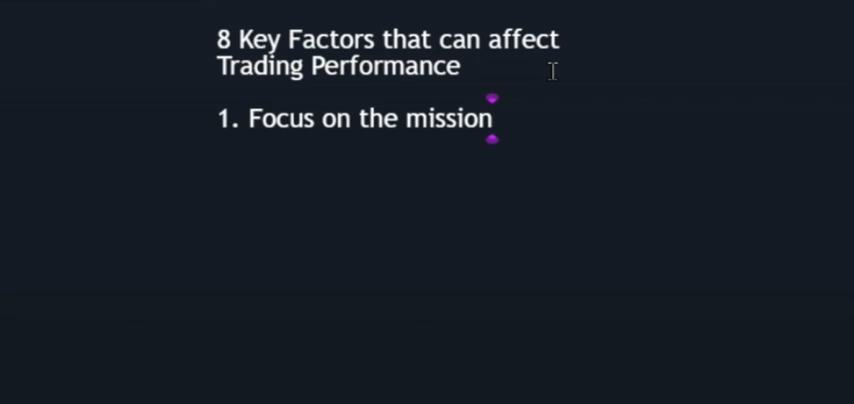 8 Key Factors that can affect
Trading Performance
1. Focus on the mission